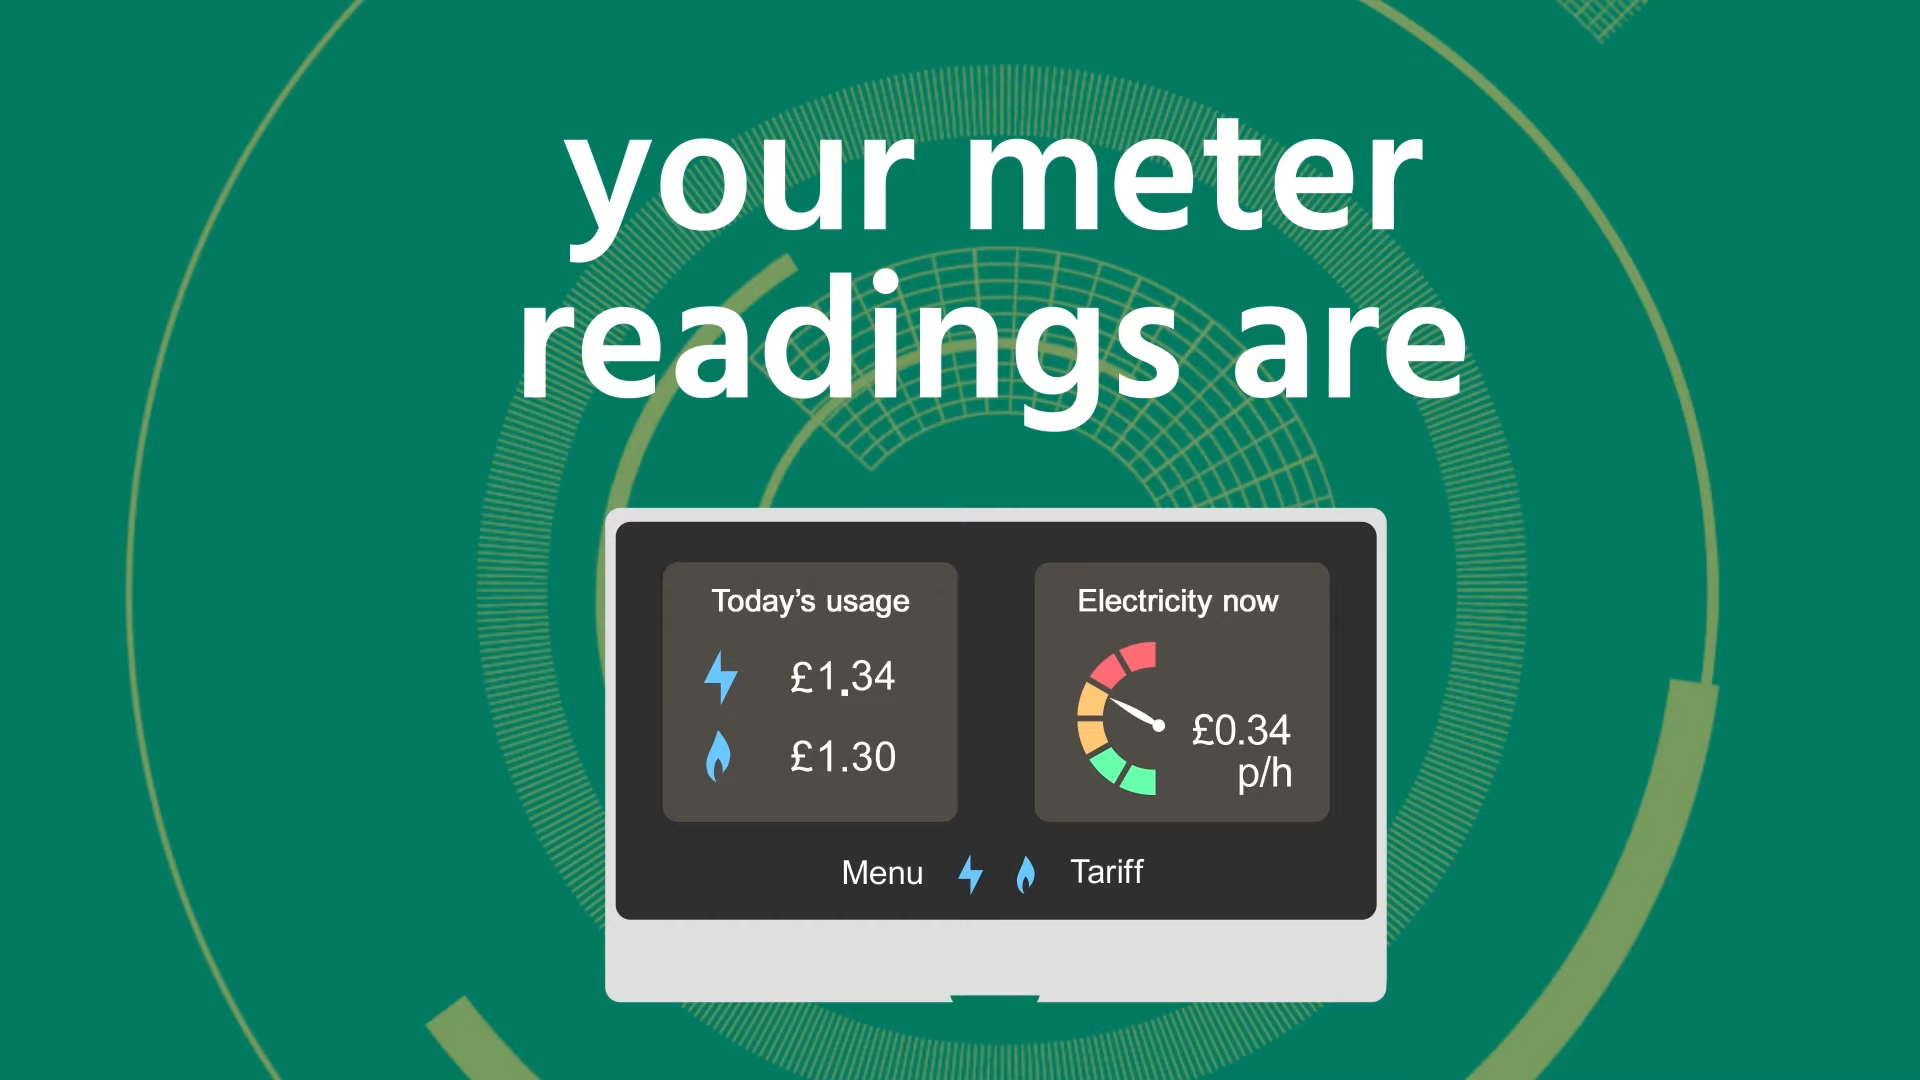 your meter
readings are
Today's usage
£1.34
£1.30
Electricity now
£0.34
p/h
Menu
Tariff